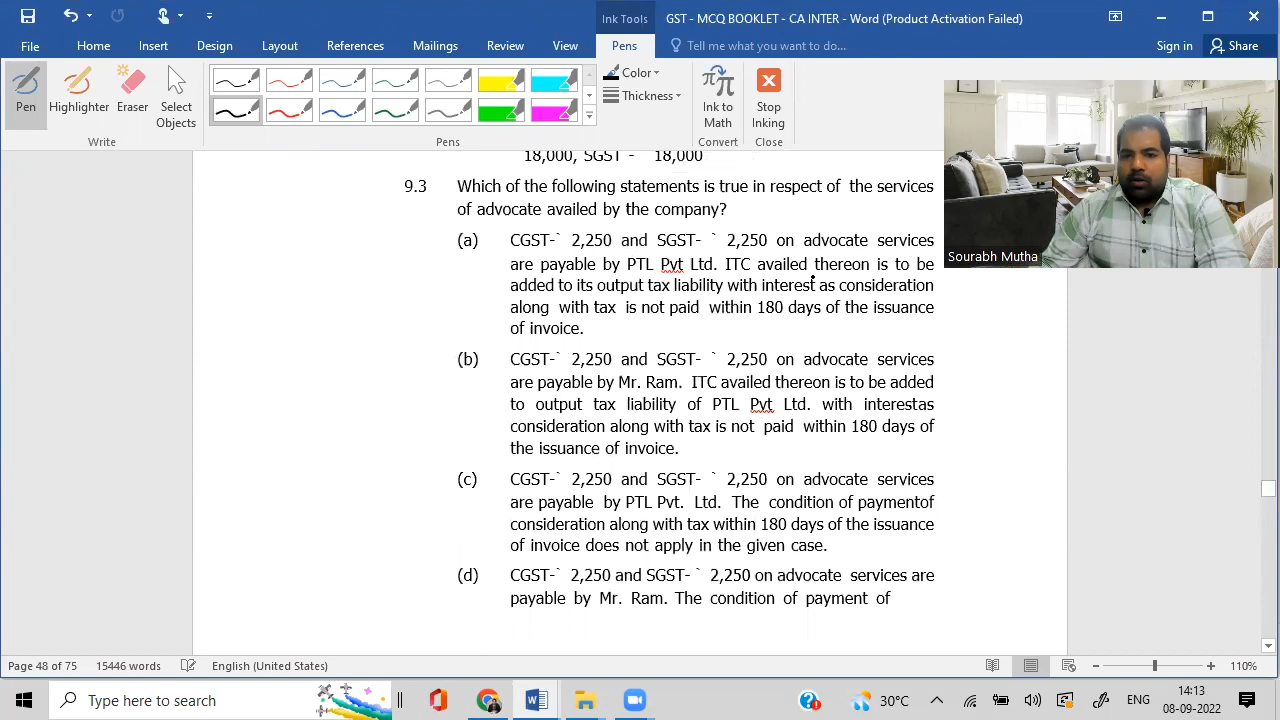 Ink Tools
GST - MCQ BOOKLET - CA INTER - Word (Product Activation Failed)
File Home Insert Design Layout References Mailings Review View Pens Tell me what you want to do... Sign in Share
Pen Highlighter Eraser Select Objects
Color
Thickness
Ink to Math
Stop Inking
Write Pens Convert Close
18,000, SGST - 18,000
9.3 Which of the following statements is true in respect of the services
of advocate availed by the company?
(a) CGST-` 2,250 and SGST- ` 2,250 on advocate services
are payable by PTL Pvt Ltd. ITC availed thereon is to be
added to its output tax liability with interest as consideration
along with tax is not paid within 180 days of the issuance
of invoice.
(b) CGST-` 2,250 and SGST- ` 2,250 on advocate services
are payable by Mr. Ram. ITC availed thereon is to be added
to output tax liability of PTL Pvt Ltd. with interestas
consideration along with tax is not paid within 180 days of
the issuance of invoice.
(c) CGST-` 2,250 and SGST- ` 2,250 on advocate services
are payable by PTL Pvt. Ltd. The condition of paymentof
consideration along with tax within 180 days of the issuance
of invoice does not apply in the given case.
(d) CGST-` 2,250 and SGST- ` 2,250 on advocate services are
payable by Mr. Ram. The condition of payment of
Sourabh Mutha
Page 48 of 75 15446 words English (United States) 110%
Type here to search
30°C ENG
14:13
08-09-2022